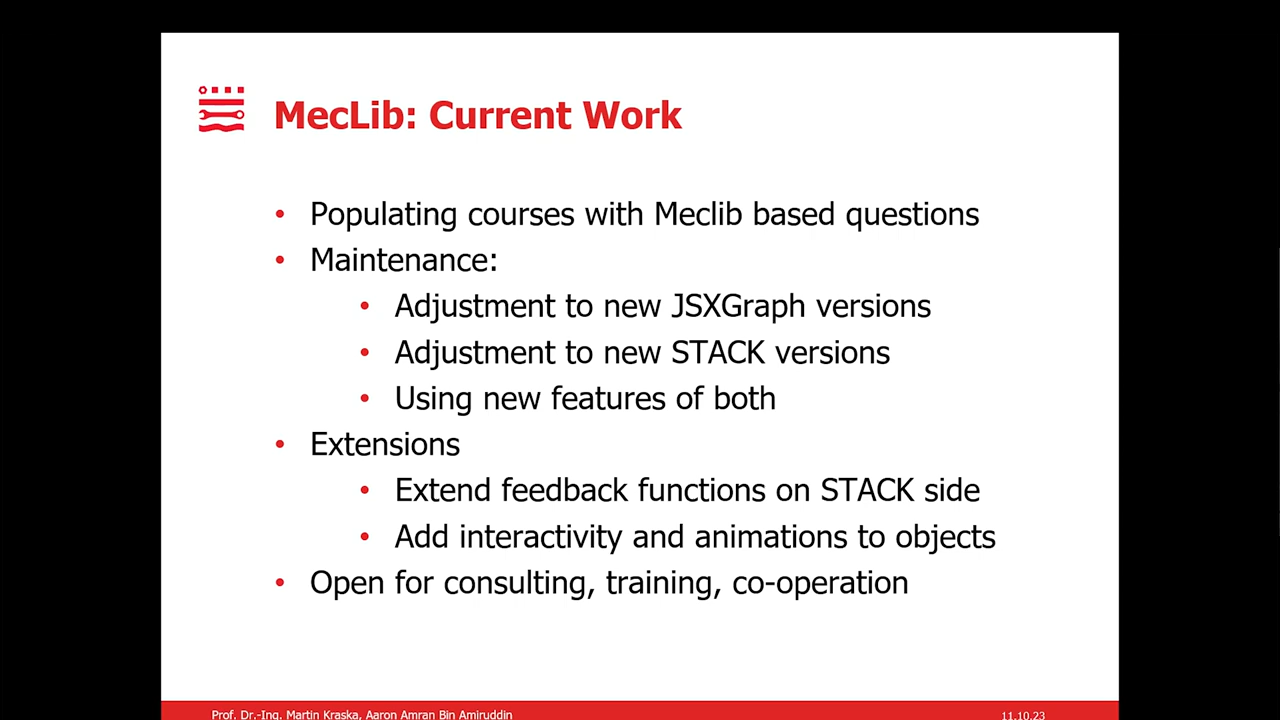 MecLib: Current Work
• Populating courses with Meclib based questions
• Maintenance:
• Adjustment to new JSXGraph versions
• Adjustment to new STACK versions
• Using new features of both
• Extensions
• Extend feedback functions on STACK side
• Add interactivity and animations to objects
• Open for consulting, training, co-operation
Prof. Dr.-Ing. Martin Kraska, Aaron Amran Bin Amiruddin
11.10.23